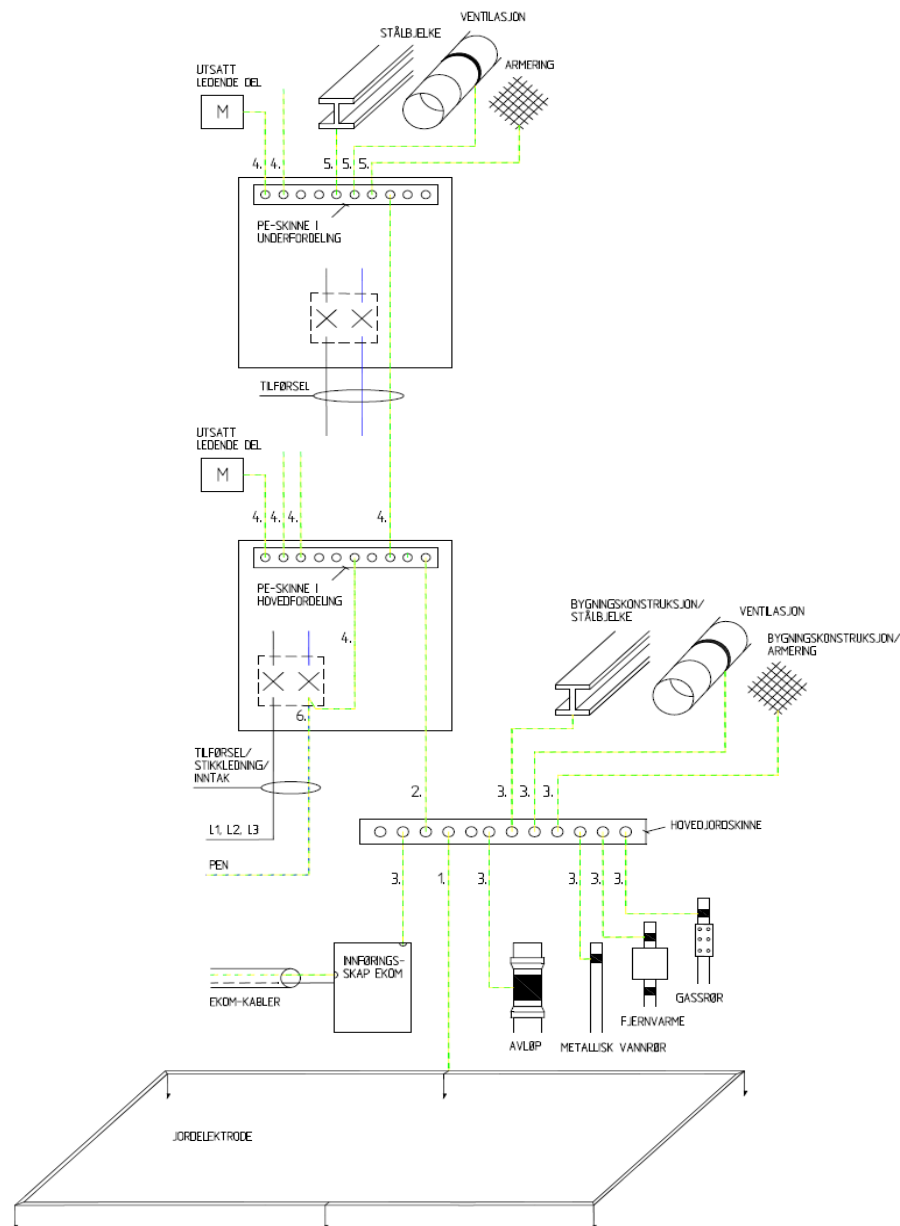 VENTILASJON
STÅLBJELKE
ARMERING
UTSATT
LEDENDE DEL
M
4. 4. 5. 5. 5.
PE-SKINNE I
UNDERFORDELING
TILFØRSEL
UTSATT
LEDENDE DEL
M
4. 4. 4. 4.
PE-SKINNE I
HOVEDFORDELING
4.
6.
BYGNINGSKONSTRUKSJON/
STÅLBJELKE
VENTILASJON
BYGNINGSKONSTRUKSJON/
ARMERING
TILFØRSEL/
STIKKLEDNING/
INNTAK
2. 3. 3. 3.
L1, L2, L3
HOVEDJORDSKINNE
PEN
3. 1. 3. 3. 3. 3.
INNFØRINGS-
SKAP EKOM
EKOM-KABLER
GASSRØR
FJERNVARME
AVLØP
METALLISK VANNRØR
JORDELEKTRODE